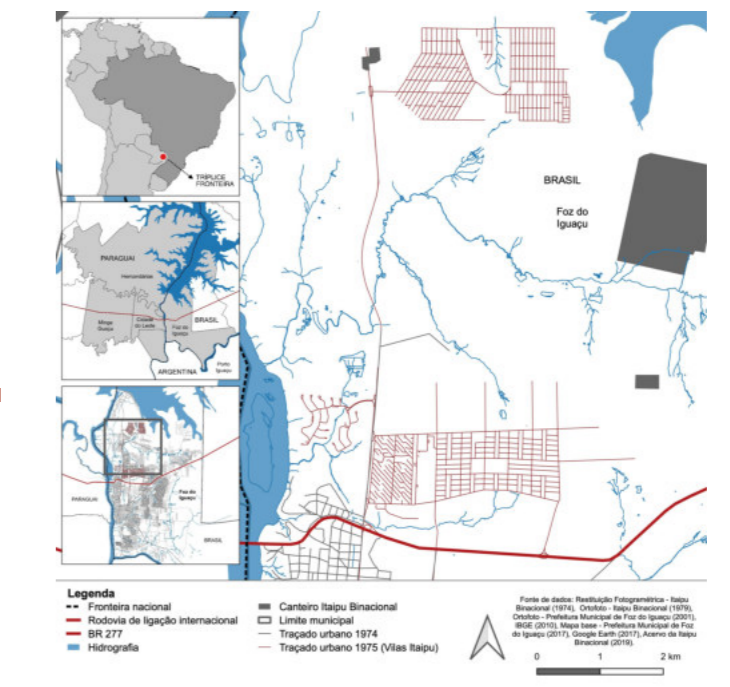 TRÍPLICE
FRONTEIRA
PARAGUAI
Hernandárias
BRASIL
Minga
Guaçu
Cidade
do Leste
Foz do
Iguaçu
Porto
Iguaçu
ARGENTINA
PARAGUAI
Foz do
Iguaçu
BRASIL
BRASIL
Foz do
Iguaçu
Legenda
Fronteira nacional
Rodovia de ligação internacional
BR 277
Hidrografia
Canteiro Itaipu Binacional
Limite municipal
Traçado urbano 1974
Traçado urbano 1975 (Vilas Itaipu)
Fonte de dados: Restituição Fotogramétrica - Itaipu
Binacional (1974), Ortofoto - Itaipu Binacional (1979),
Ortofoto - Prefeitura Municipal de Foz do Iguaçu (2001),
IBGE (2010), Mapa base - Prefeitura Municipal de Foz
do Iguaçu (2017), Google Earth (2017), Acervo da Itaipu
Binacional (2019).
0 1 2 km